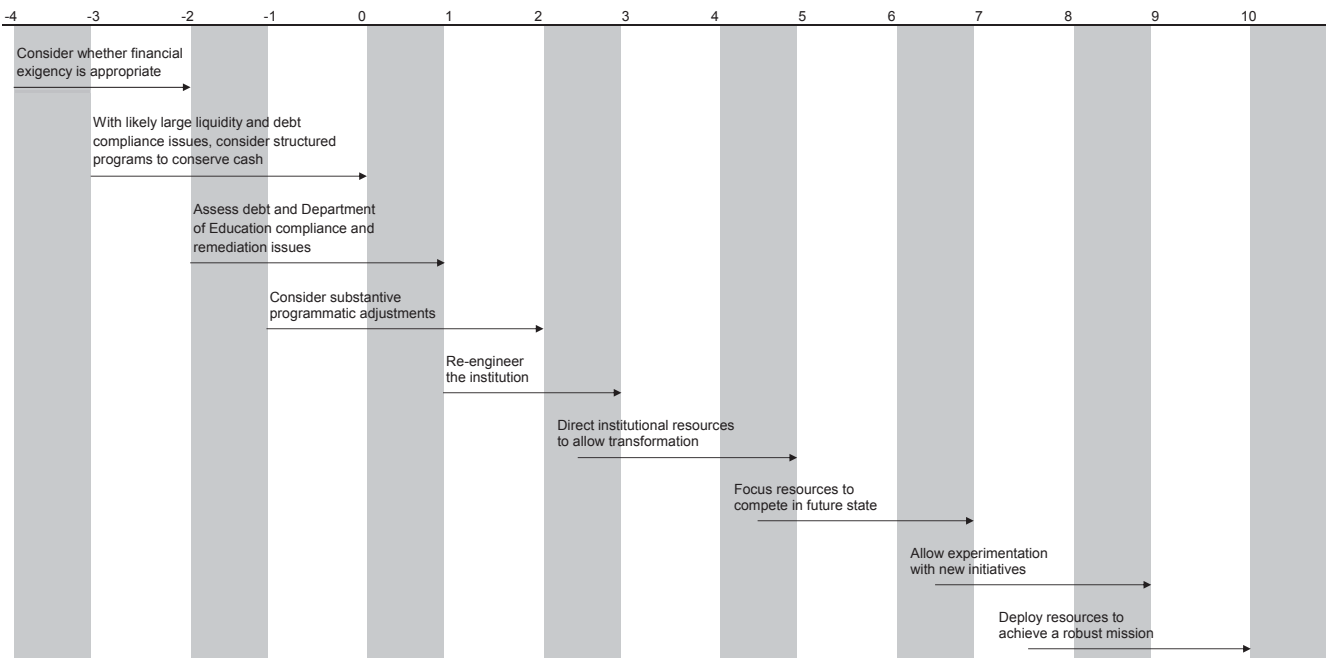 -4 -3 -2 -1 0 1 2 3 4 5 6 7 8 9 10
Consider whether financial
exigency is appropriate
With likely large liquidity and debt
compliance issues, consider structured
programs to conserve cash
Assess debt and Department
of Education compliance and
remediation issues
Consider substantive
programmatic adjustments
Re-engineer
the institution
Direct institutional resources
to allow transformation
Focus resources to
compete in future state
Allow experimentation
with new initiatives
Deploy resources to
achieve a robust mission